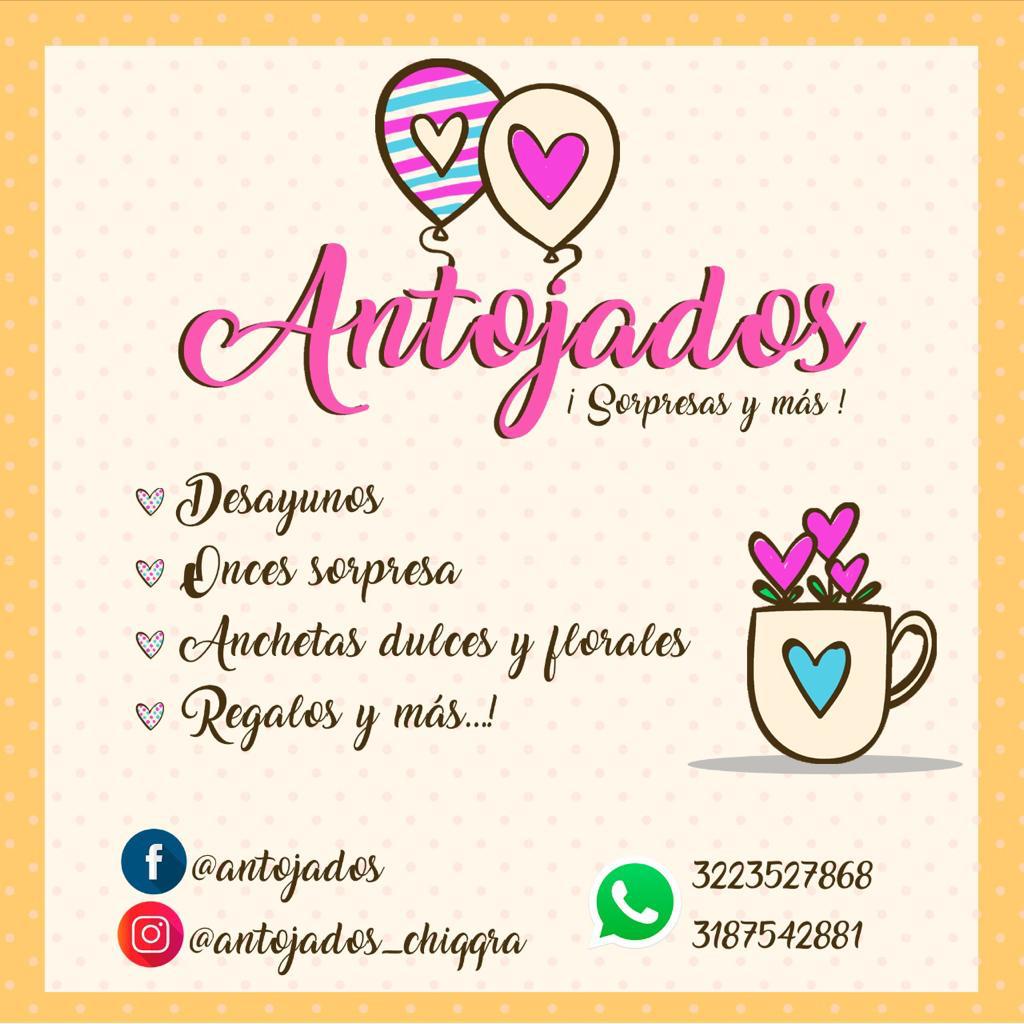 Antojados
¡ Sorpresas y más !
Desayunos
Onces sorpresa
Anchetas dulces y florales
Regalos y más...!
@antojados
@antojados_chiqqra
3223527868
3187542881